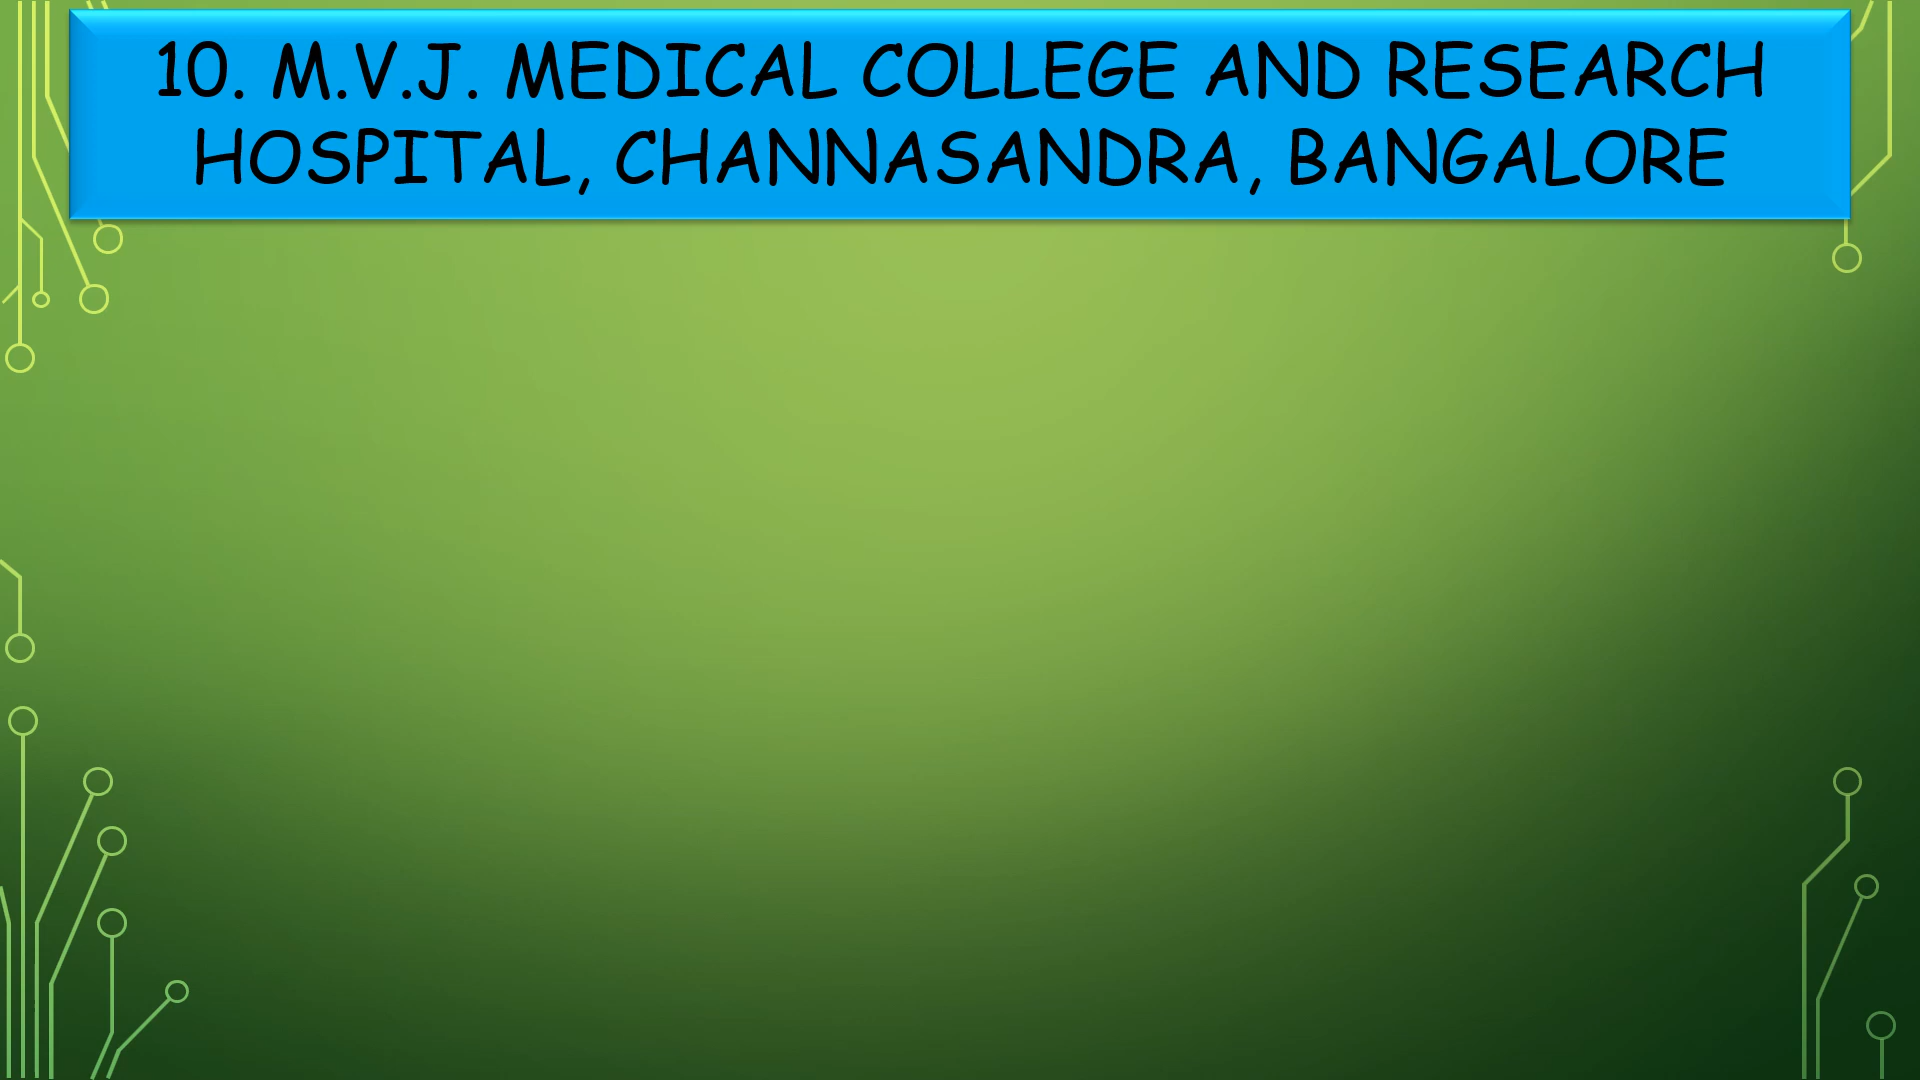 10. M.V.J. MEDICAL COLLEGE AND RESEARCH
HOSPITAL, CHANNASANDRA, BANGALORE